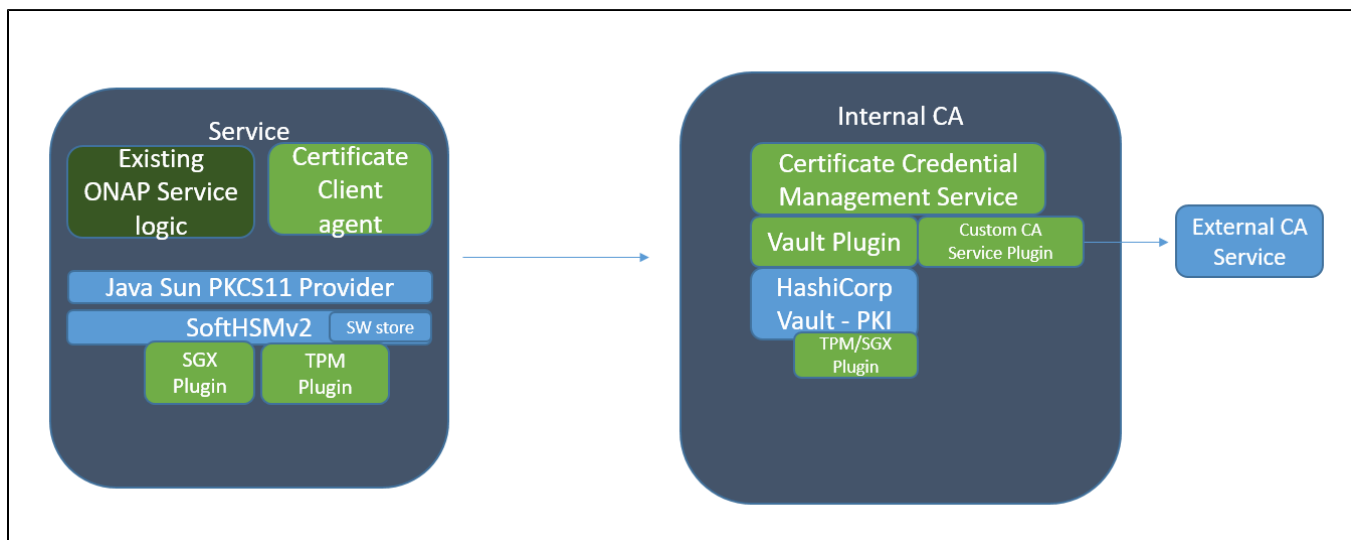 Service
Existing
ONAP Service
logic
Certificate
Client
agent
Java Sun PKCS11 Provider
SoftHSMv2
SW store
SGX
Plugin
TPM
Plugin
Internal CA
Certificate Credential
Management Service
Vault Plugin
Custom CA
Service Plugin
HashiCorp
Vault - PKI
TPM/SGX
Plugin
External CA
Service